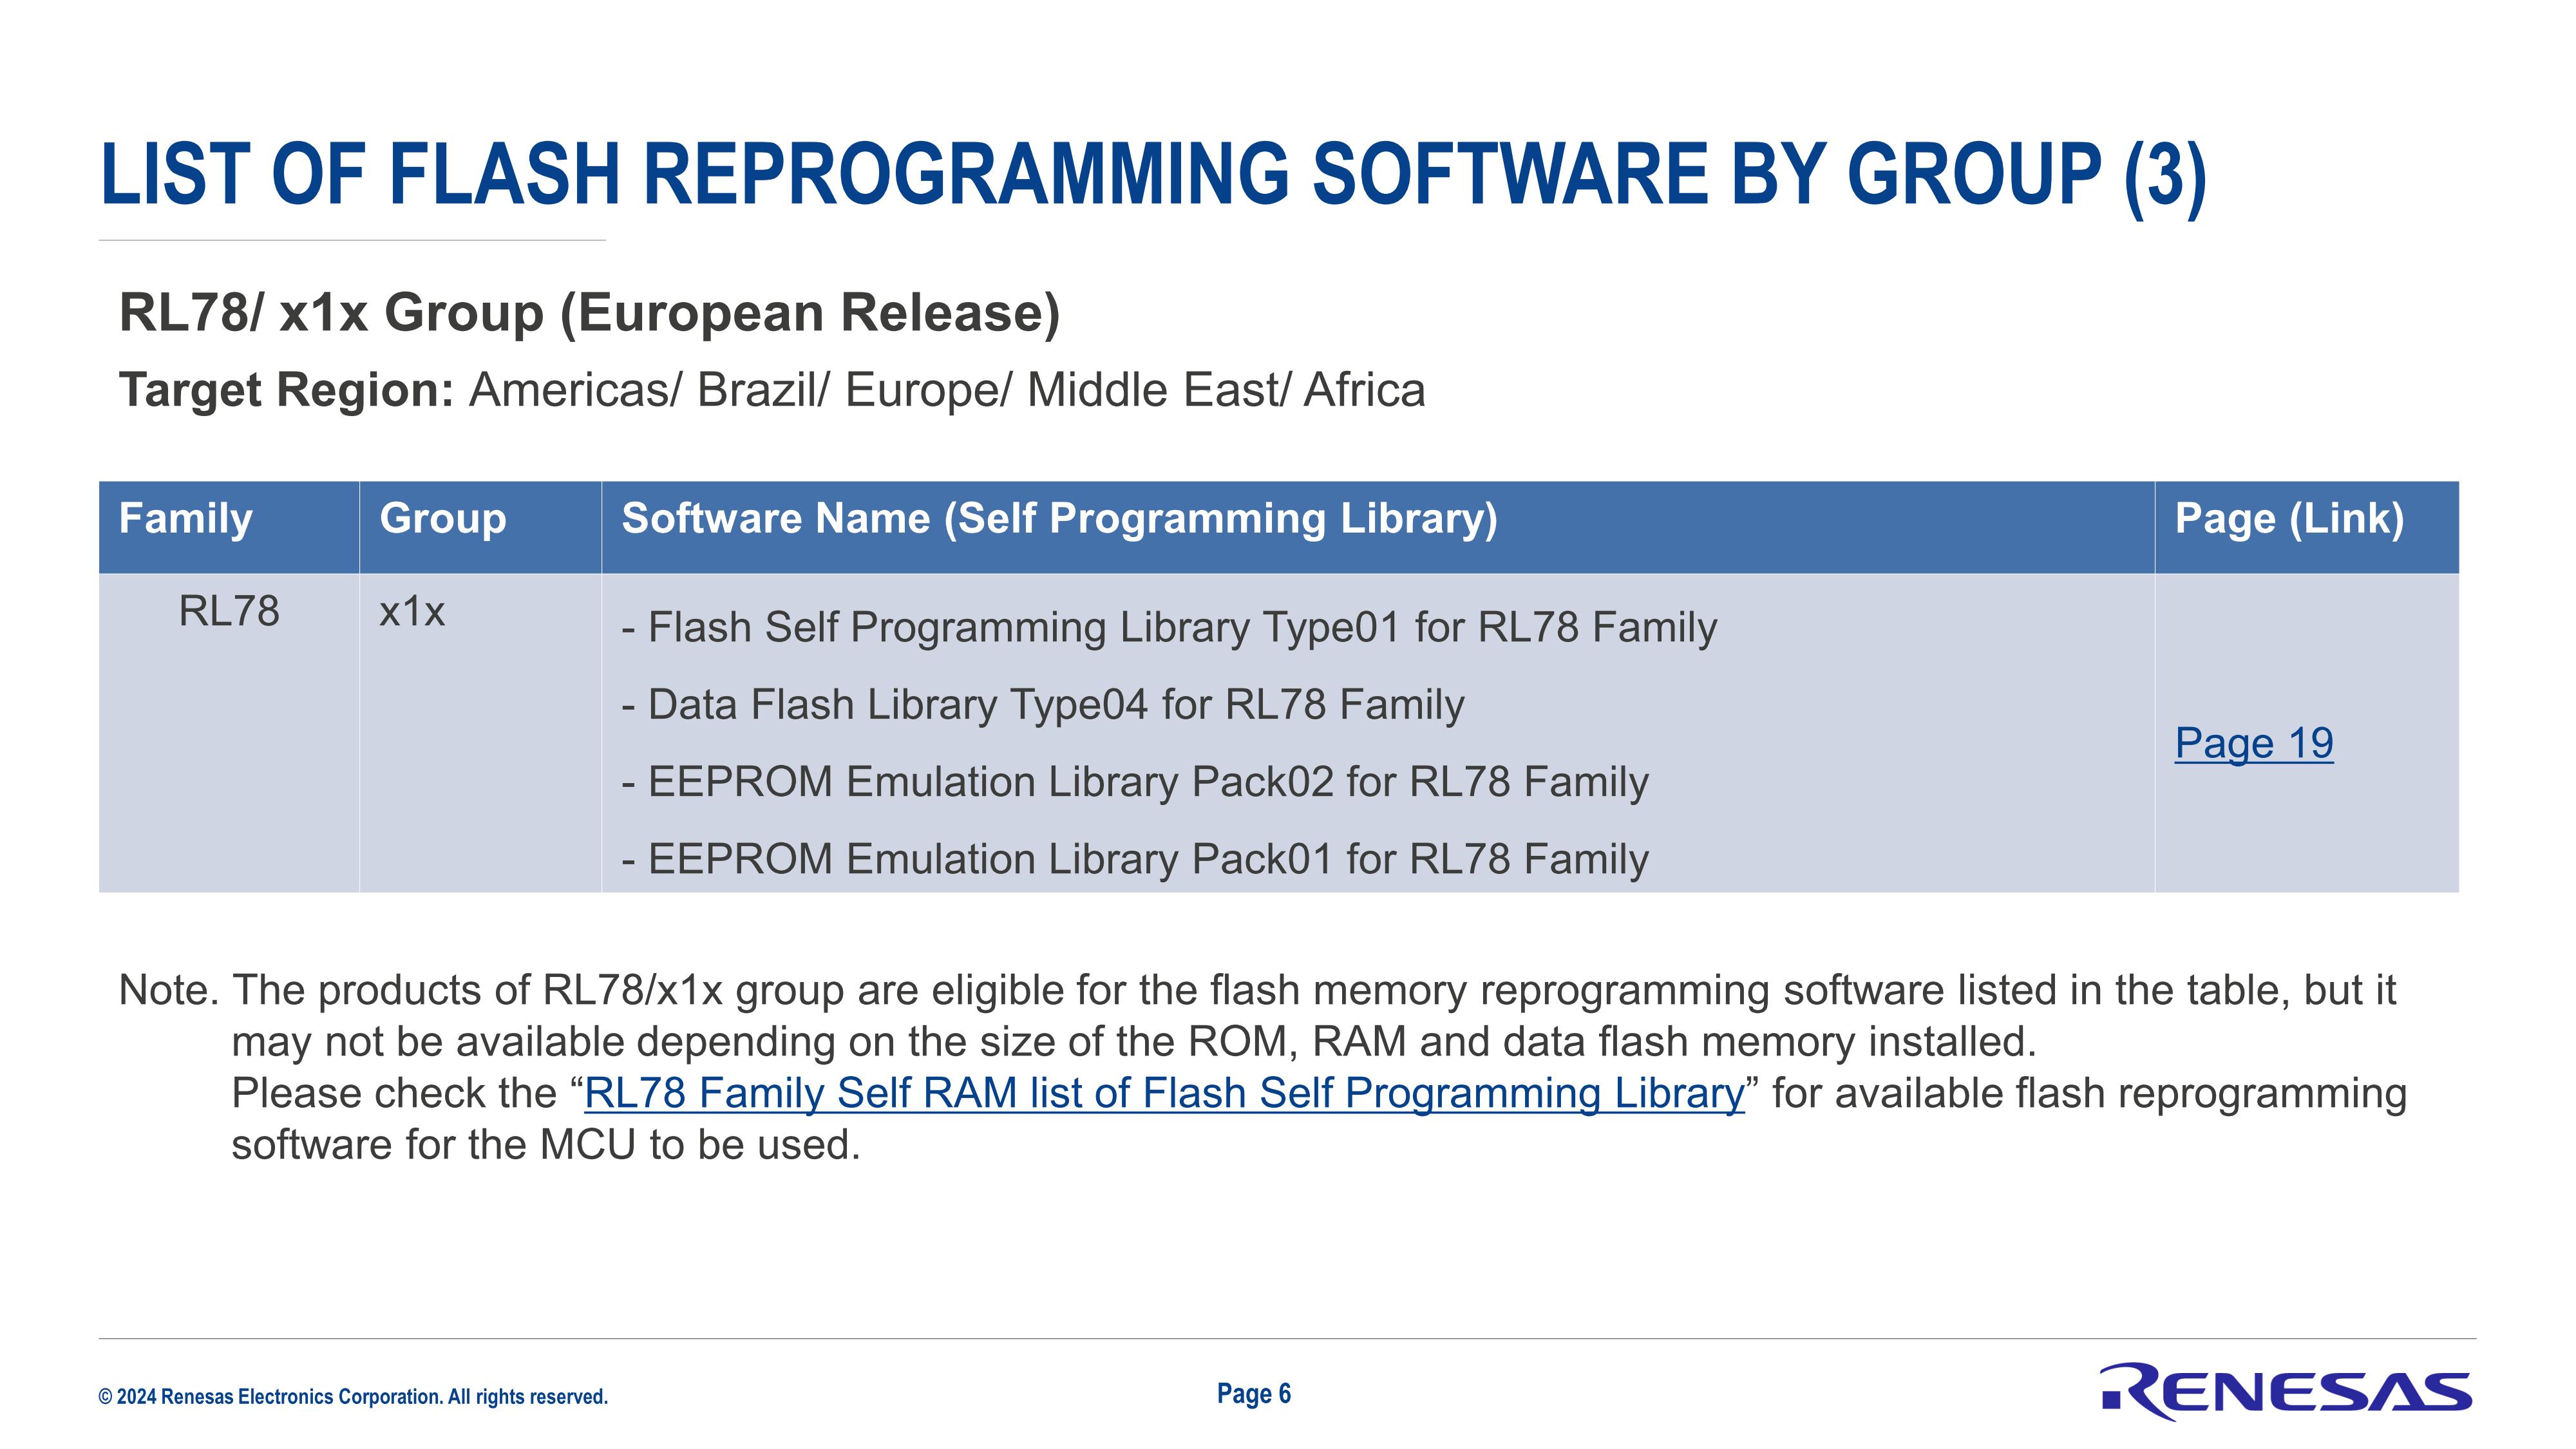 LIST OF FLASH REPROGRAMMING SOFTWARE BY GROUP (3)
RL78/ x1x Group (European Release)
Target Region: Americas/ Brazil/ Europe/ Middle East/ Africa
Family Group Software Name (Self Programming Library) Page (Link)
RL78 x1x - Flash Self Programming Library Type01 for RL78 Family
- Data Flash Library Type04 for RL78 Family
Page 19
- EEPROM Emulation Library Pack02 for RL78 Family
- EEPROM Emulation Library Pack01 for RL78 Family
Note. The products of RL78/x1x group are eligible for the flash memory reprogramming software listed in the table, but it
may not be available depending on the size of the ROM, RAM and data flash memory installed.
Please check the “RL78 Family Self RAM list of Flash Self Programming Library” for available flash reprogramming
software for the MCU to be used.
© 2024 Renesas Electronics Corporation. All rights reserved.
Page 6
RENESAS